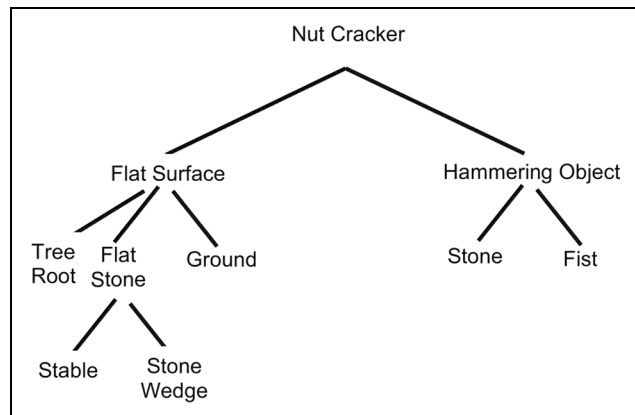 Nut Cracker
Flat Surface
Hammering Object
Tree
Root
Flat
Stone
Ground
Stone
Fist
Stable
Stone
Wedge